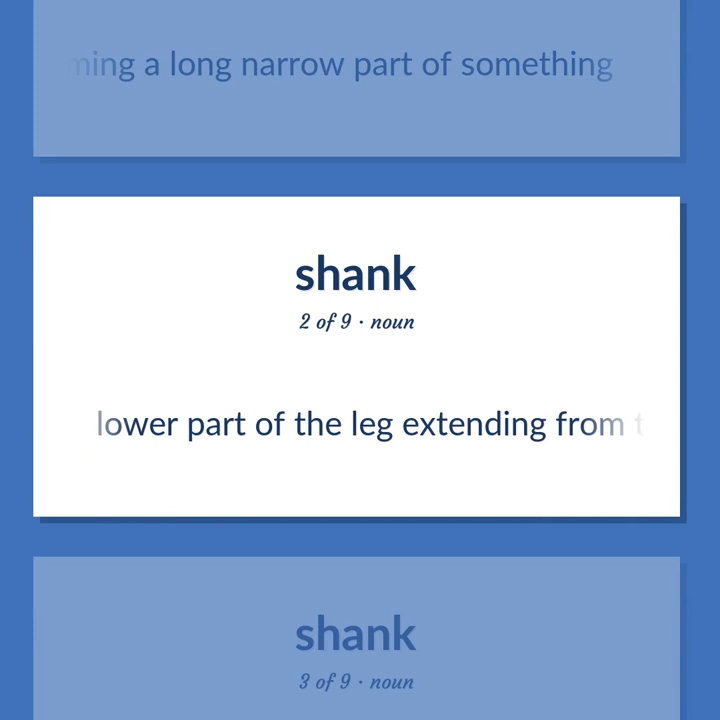 ming a long narrow part of something
shank
2 of 9 · noun
lower part of the leg extending from
shank
3 of 9 · noun